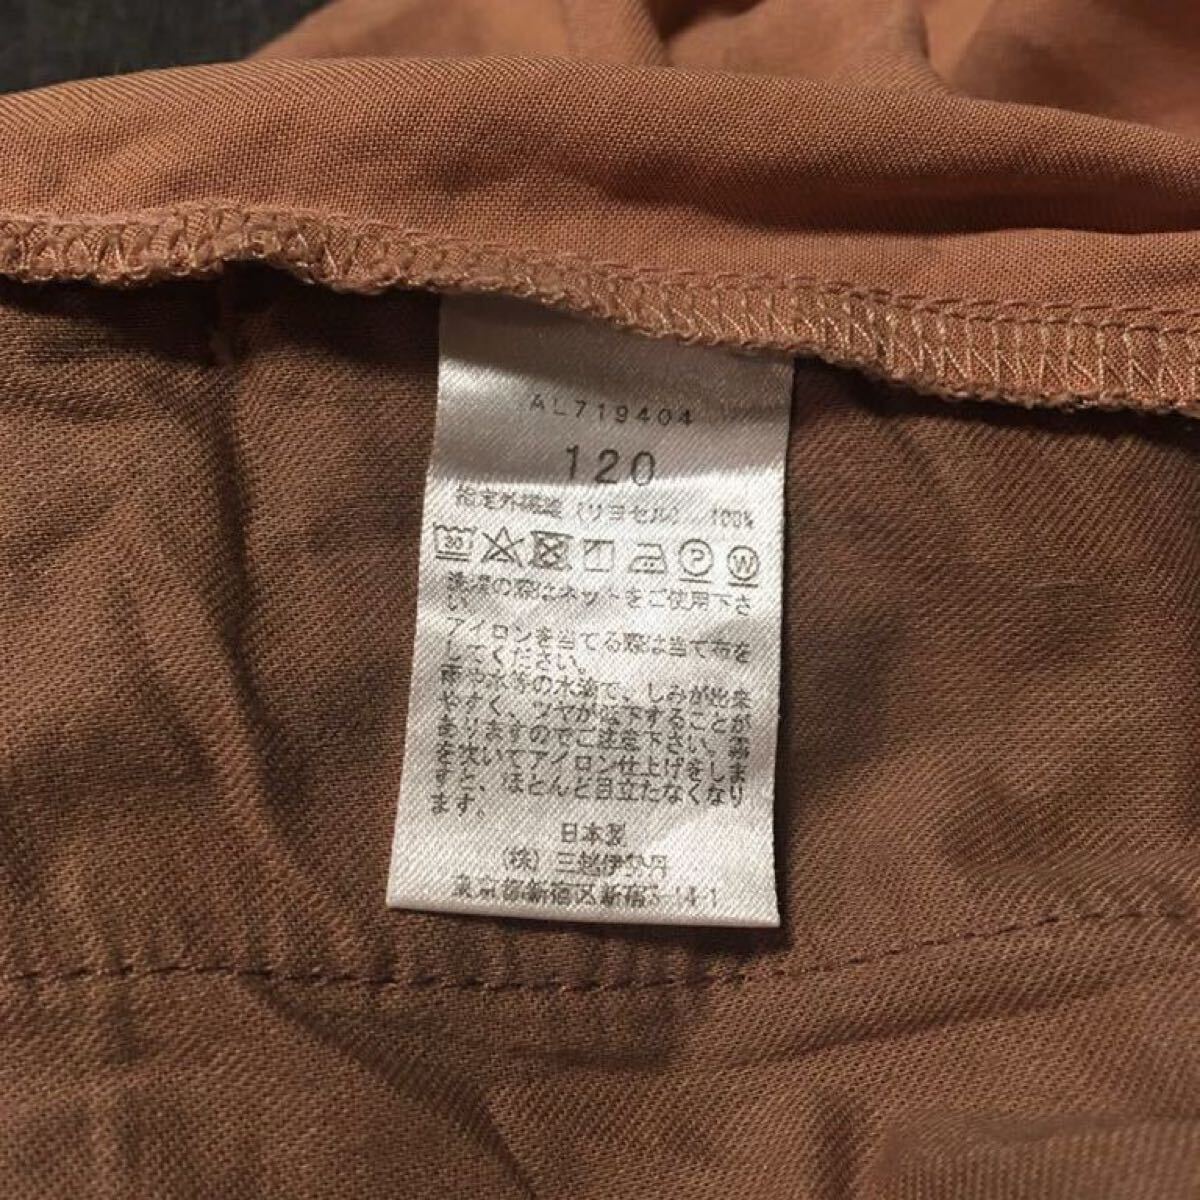 AL719404
120
指定外繊維 (リヨセル) 100%
30
P
W
洗濯の際はネットをご使用下さ
い。
アイロンを当てる際は当て布を
してください。
雨や水等の水滴で、しみが出来
やすく、ツヤが低下することが
ありますのでご注意下さい。あまり
吹いてアイロン仕上げをしま
すと、ほとんど目立たなくなり
ます。
日本製
(株) 三越伊勢丹
東京都新宿区新宿3-14-1